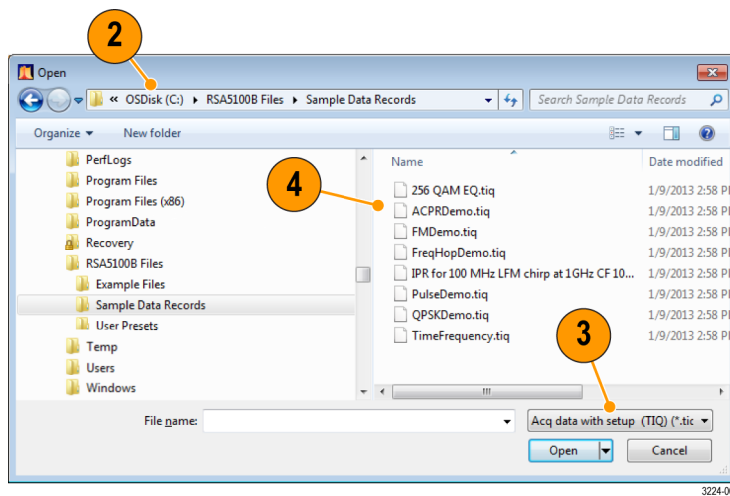 2
Open
« OSDisk (C:) ▸ RSA5100B Files ▸ Sample Data Records
Search Sample Data Records
Organize ▾ New folder
PerfLogs
Program Files
Program Files (x86)
ProgramData
Recovery
RSA5100B Files
Example Files
Sample Data Records
User Presets
Temp
Users
Windows
4
Name Date modified
256 QAM EQ.tiq 1/9/2013 2:58 P
ACPRDemo.tiq 1/9/2013 2:58 P
FMDemo.tiq 1/9/2013 2:58 P
FreqHopDemo.tiq 1/9/2013 2:58 P
IPR for 100 MHz LFM chirp at 1GHz CF 10... 1/9/2013 2:58 P
PulseDemo.tiq 1/9/2013 2:58 P
QPSKDemo.tiq 1/9/2013 2:58 P
TimeFrequency.tiq 1/9/2013 2:58 P
3
File name: Acq data with setup (TIQ) (*.tic
Open Cancel
3224-0